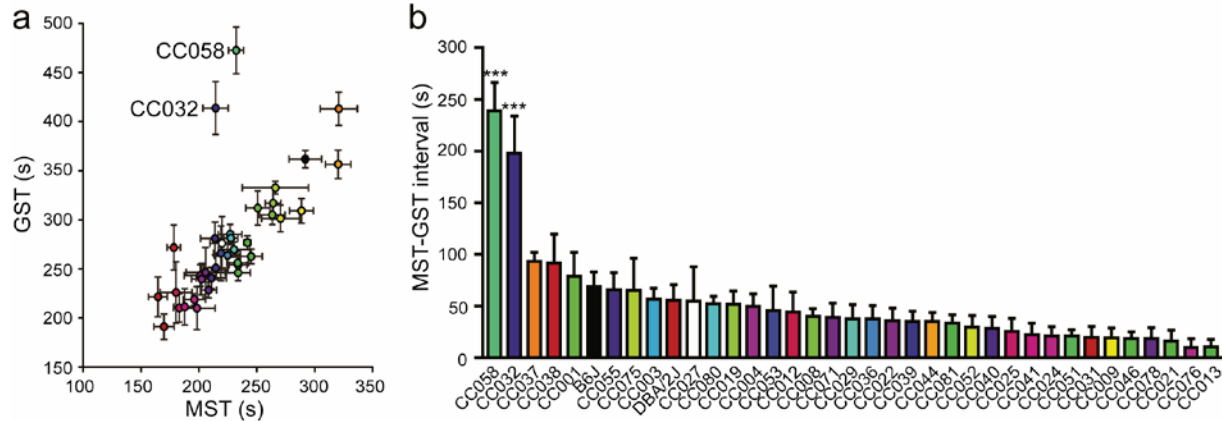 a
GST (s)
500
450
400
350
300
250
200
150
CC058
CC032
100
150
200
250
300
350
MST (s)
b
MST-GST interval (s)
300
250
200
150
100
50
0
***
***
CC058
CC032
CC037
CC038
CC001
B6J
CC055
CC075
CC003
DBA/2J
CC027
CC080
CC019
CC004
CC053
CC012
CC008
CC071
CC029
CC036
CC022
CC039
CC044
CC081
CC052
CC040
CC025
CC041
CC024
CC051
CC031
CC009
CC046
CC078
CC021
CC076
CC013